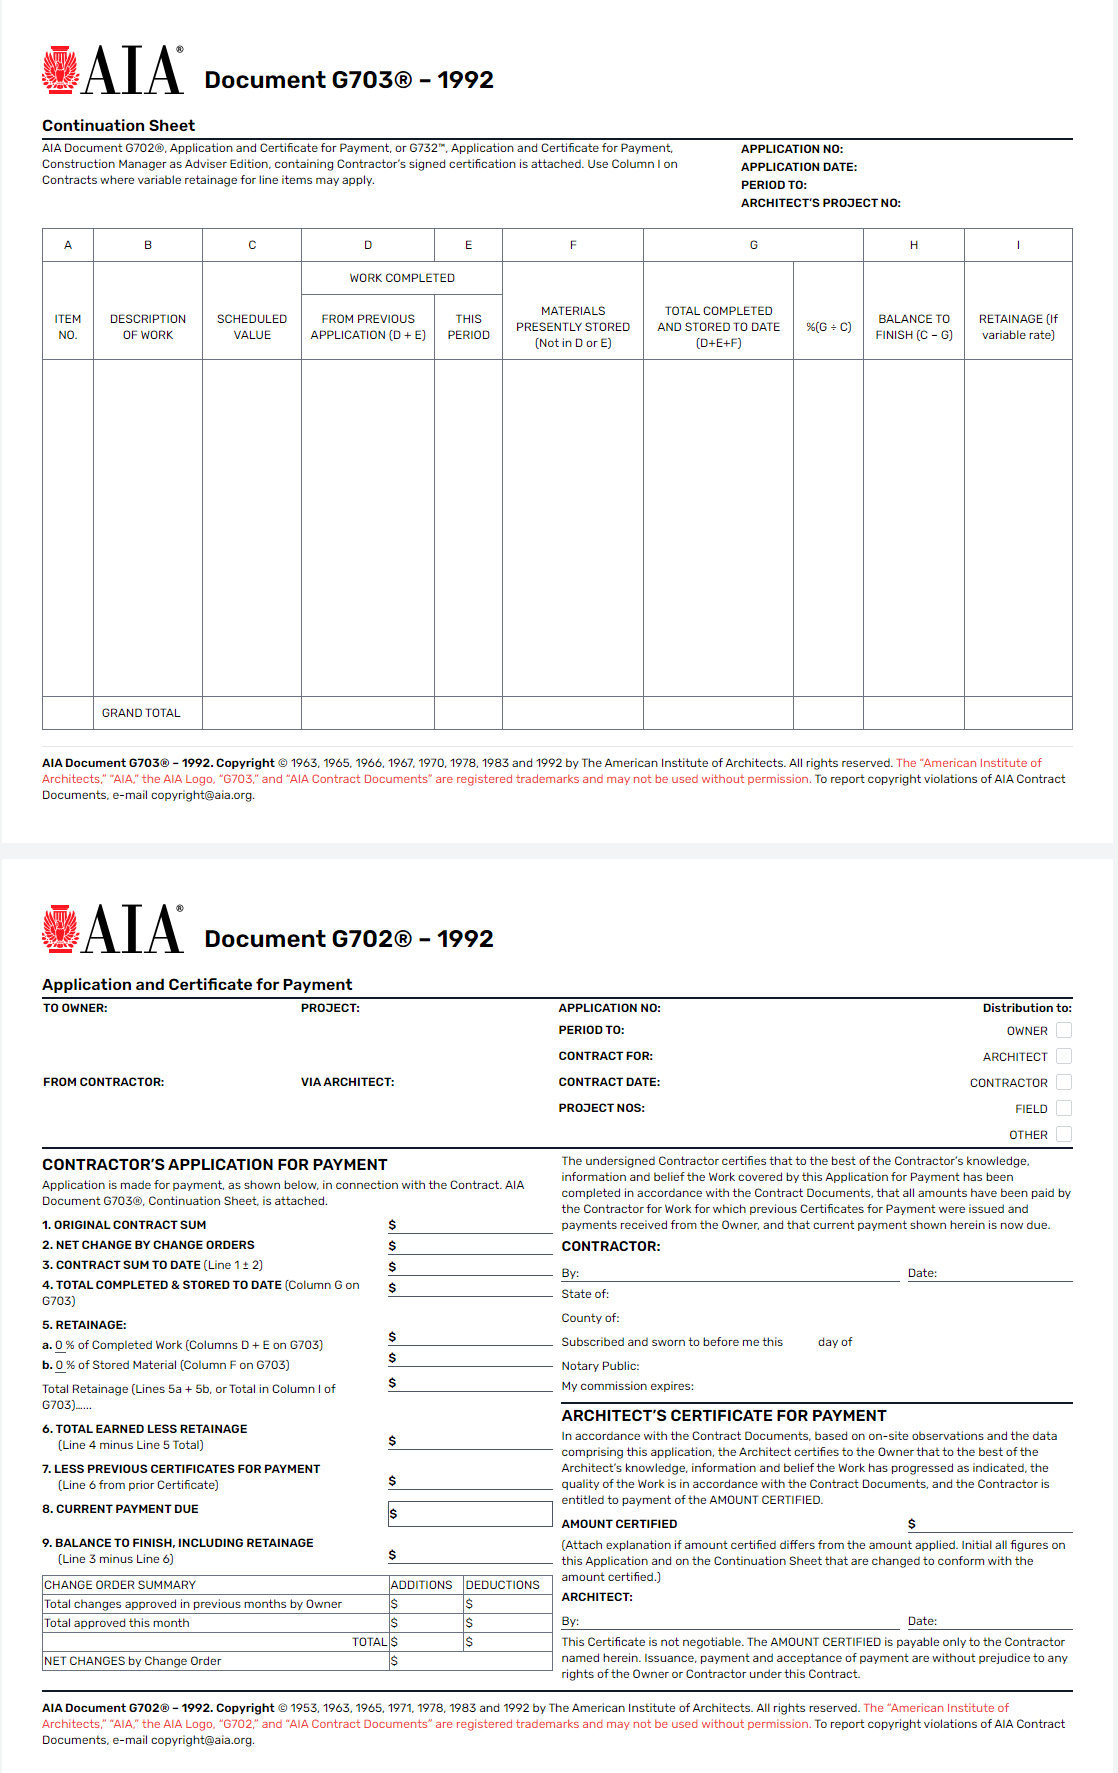 AIA®
Document G703® – 1992
Continuation Sheet
AIA Document G702®, Application and Certificate for Payment, or G732™, Application and Certificate for Payment,
Construction Manager as Adviser Edition, containing Contractor's signed certification is attached. Use Column I on
Contracts where variable retainage for line items may apply.
APPLICATION NO:
APPLICATION DATE:
PERIOD TO:
ARCHITECT'S PROJECT NO:
A B C D E F G H I
WORK COMPLETED
ITEM
NO.
DESCRIPTION
OF WORK
SCHEDULED
VALUE
FROM PREVIOUS
APPLICATION (D + E)
THIS
PERIOD
MATERIALS
PRESENTLY STORED
(Not in D or E)
TOTAL COMPLETED
AND STORED TO DATE
(D+E+F)
%(G ÷ C)
BALANCE TO
FINISH (C – G)
RETAINAGE (If
variable rate)
GRAND TOTAL
AIA Document G703® – 1992. Copyright © 1963, 1965, 1966, 1967, 1970, 1978, 1983 and 1992 by The American Institute of Architects. All rights reserved. The "American Institute of
Architects," "AIA," the AIA Logo, "G703," and "AIA Contract Documents" are registered trademarks and may not be used without permission. To report copyright violations of AIA Contract
Documents, e-mail copyright@aia.org.
AIA®
Document G702® – 1992
Application and Certificate for Payment
TO OWNER:
PROJECT:
FROM CONTRACTOR:
VIA ARCHITECT:
APPLICATION NO:
PERIOD TO:
CONTRACT FOR:
CONTRACT DATE:
PROJECT NOS:
Distribution to:
OWNER
ARCHITECT
CONTRACTOR
FIELD
OTHER
CONTRACTOR'S APPLICATION FOR PAYMENT
Application is made for payment, as shown below, in connection with the Contract. AIA
Document G703®, Continuation Sheet, is attached.
1. ORIGINAL CONTRACT SUM $
2. NET CHANGE BY CHANGE ORDERS $
3. CONTRACT SUM TO DATE (Line 1 ± 2) $
4. TOTAL COMPLETED & STORED TO DATE (Column G on $
G703)
5. RETAINAGE:
a. 0 % of Completed Work (Columns D + E on G703) $
b. 0 % of Stored Material (Column F on G703) $
Total Retainage (Lines 5a + 5b, or Total in Column I of $
G703)......
6. TOTAL EARNED LESS RETAINAGE
(Line 4 minus Line 5 Total) $
7. LESS PREVIOUS CERTIFICATES FOR PAYMENT
(Line 6 from prior Certificate) $
8. CURRENT PAYMENT DUE $
9. BALANCE TO FINISH, INCLUDING RETAINAGE
(Line 3 minus Line 6) $
CHANGE ORDER SUMMARY ADDITIONS DEDUCTIONS
Total changes approved in previous months by Owner $ $
Total approved this month $ $
TOTAL $ $
NET CHANGES by Change Order $
The undersigned Contractor certifies that to the best of the Contractor's knowledge,
information and belief the Work covered by this Application for Payment has been
completed in accordance with the Contract Documents, that all amounts have been paid by
the Contractor for Work for which previous Certificates for Payment were issued and
payments received from the Owner, and that current payment shown herein is now due.
CONTRACTOR:
By: Date:
State of:
County of:
Subscribed and sworn to before me this day of
Notary Public:
My commission expires:
ARCHITECT'S CERTIFICATE FOR PAYMENT
In accordance with the Contract Documents, based on on-site observations and the data
comprising this application, the Architect certifies to the Owner that to the best of the
Architect's knowledge, information and belief the Work has progressed as indicated, the
quality of the Work is in accordance with the Contract Documents, and the Contractor is
entitled to payment of the AMOUNT CERTIFIED.
AMOUNT CERTIFIED $
(Attach explanation if amount certified differs from the amount applied. Initial all figures on
this Application and on the Continuation Sheet that are changed to conform with the
amount certified.)
ARCHITECT:
By: Date:
This Certificate is not negotiable. The AMOUNT CERTIFIED is payable only to the Contractor
named herein. Issuance, payment and acceptance of payment are without prejudice to any
rights of the Owner or Contractor under this Contract.
AIA Document G702® – 1992. Copyright © 1953, 1963, 1965, 1971, 1978, 1983 and 1992 by The American Institute of Architects. All rights reserved. The "American Institute of
Architects," "AIA," the AIA Logo, "G702," and "AIA Contract Documents" are registered trademarks and may not be used without permission. To report copyright violations of AIA Contract
Documents, e-mail copyright@aia.org.